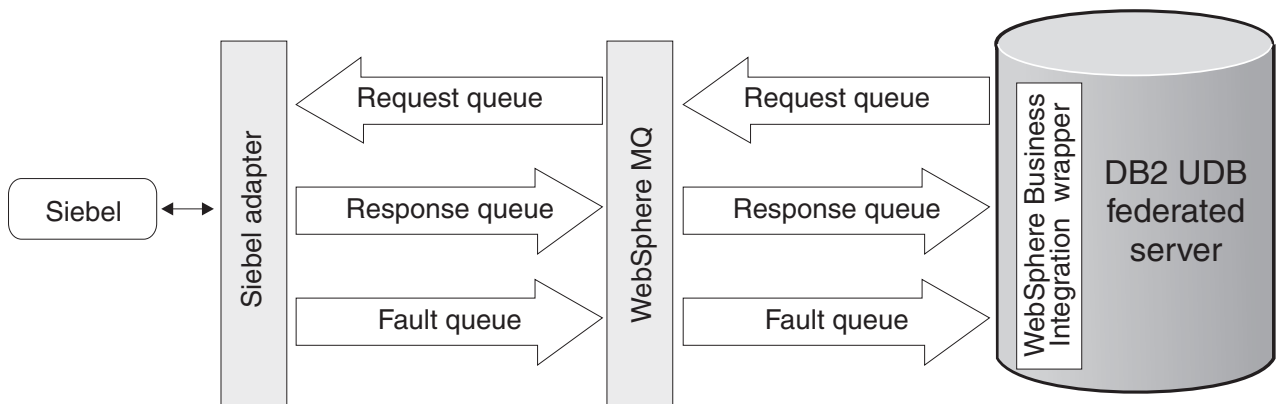 Siebel
Siebel adapter
Request queue
Response queue
Fault queue
WebSphere MQ
Request queue
Response queue
Fault queue
WebSphere Business
Integration wrapper
DB2 UDB
federated
server